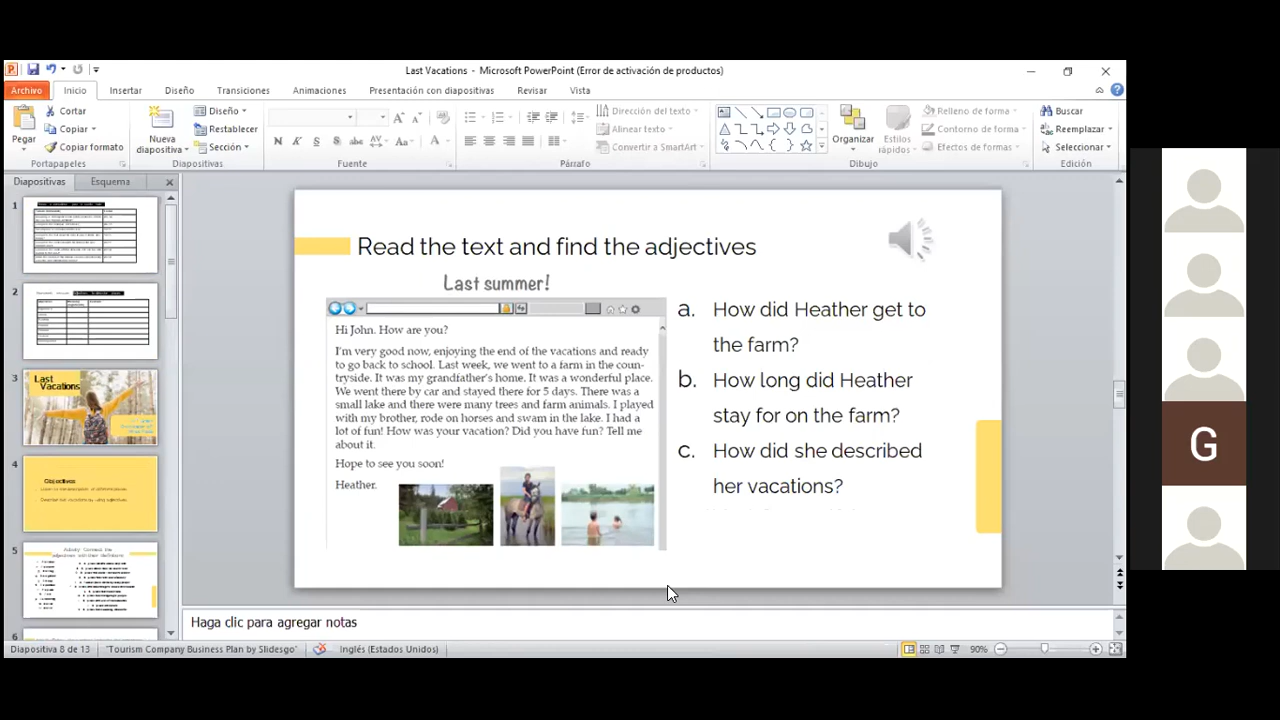 Last Vacations - Microsoft PowerPoint (Error de activación de productos)
Archivo Inicio Insertar Diseño Transiciones Animaciones Presentación con diapositivas Revisar Vista
Pegar
Cortar
Copiar
Copiar formato
Portapapeles
Nueva
diapositiva
Diseño
Restablecer
Sección
Diapositivas
N K S S abc AV Aa A
Fuente
Dirección del texto
Alinear texto
Convertir a SmartArt
Párrafo
Organizar
Estilos
rápidos
Relleno de forma
Contorno de forma
Efectos de formas
Dibujo
Buscar
Reemplazar
Seleccionar
Edición
Diapositivas Esquema
1
2
3
Last
Vacations
4
Objectives
5
6
Read the text and find the adjectives
Last summer!
Hi John. How are you?
I'm very good now, enjoying the end of the vacations and ready
to go back to school. Last week, we went to a farm in the coun-
tryside. It was my grandfather's home. It was a wonderful place.
We went there by car and stayed there for 5 days. There was a
small lake and there were many trees and farm animals. I played
with my brother, rode on horses and swam in the lake. I had a
lot of fun! How was your vacation? Did you have fun? Tell me
about it.
Hope to see you soon!
Heather.
a. How did Heather get to
the farm?
b. How long did Heather
stay for on the farm?
c. How did she described
her vacations?
Haga clic para agregar notas
Diapositiva 8 de 13 "Tourism Company Business Plan by Slidesgo" Inglés (Estados Unidos) 90%
G